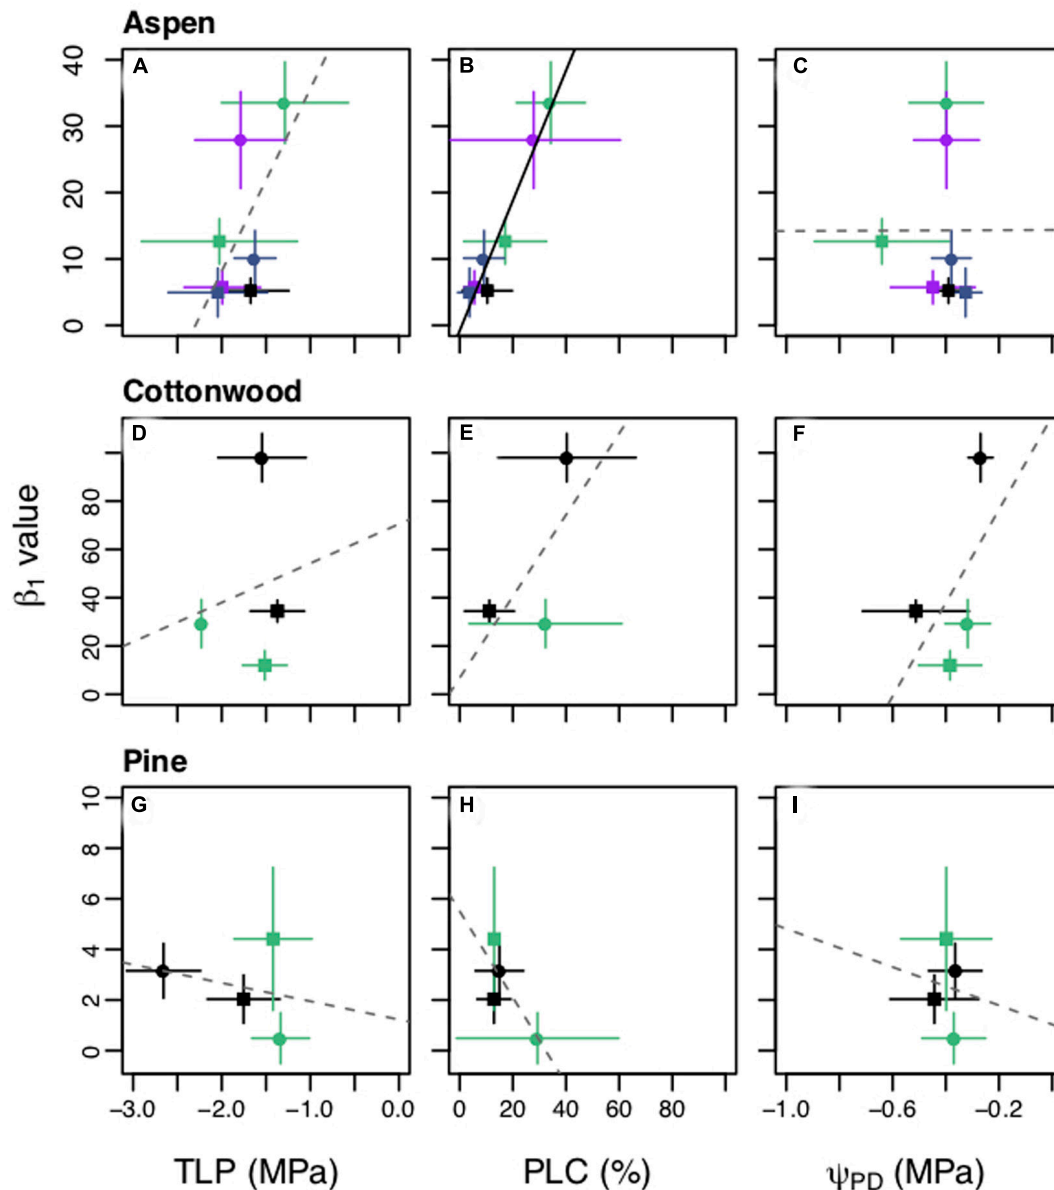 Aspen
A B C
40
30
20
10
0
Cottonwood
D E F
80
60
40
20
0
β1 value
Pine
G H I
10
8
6
4
2
0
−3.0 −2.0 −1.0 0.0 0 20 40 60 80 −1.0 −0.6 −0.2
TLP (MPa) PLC (%) ψPD (MPa)